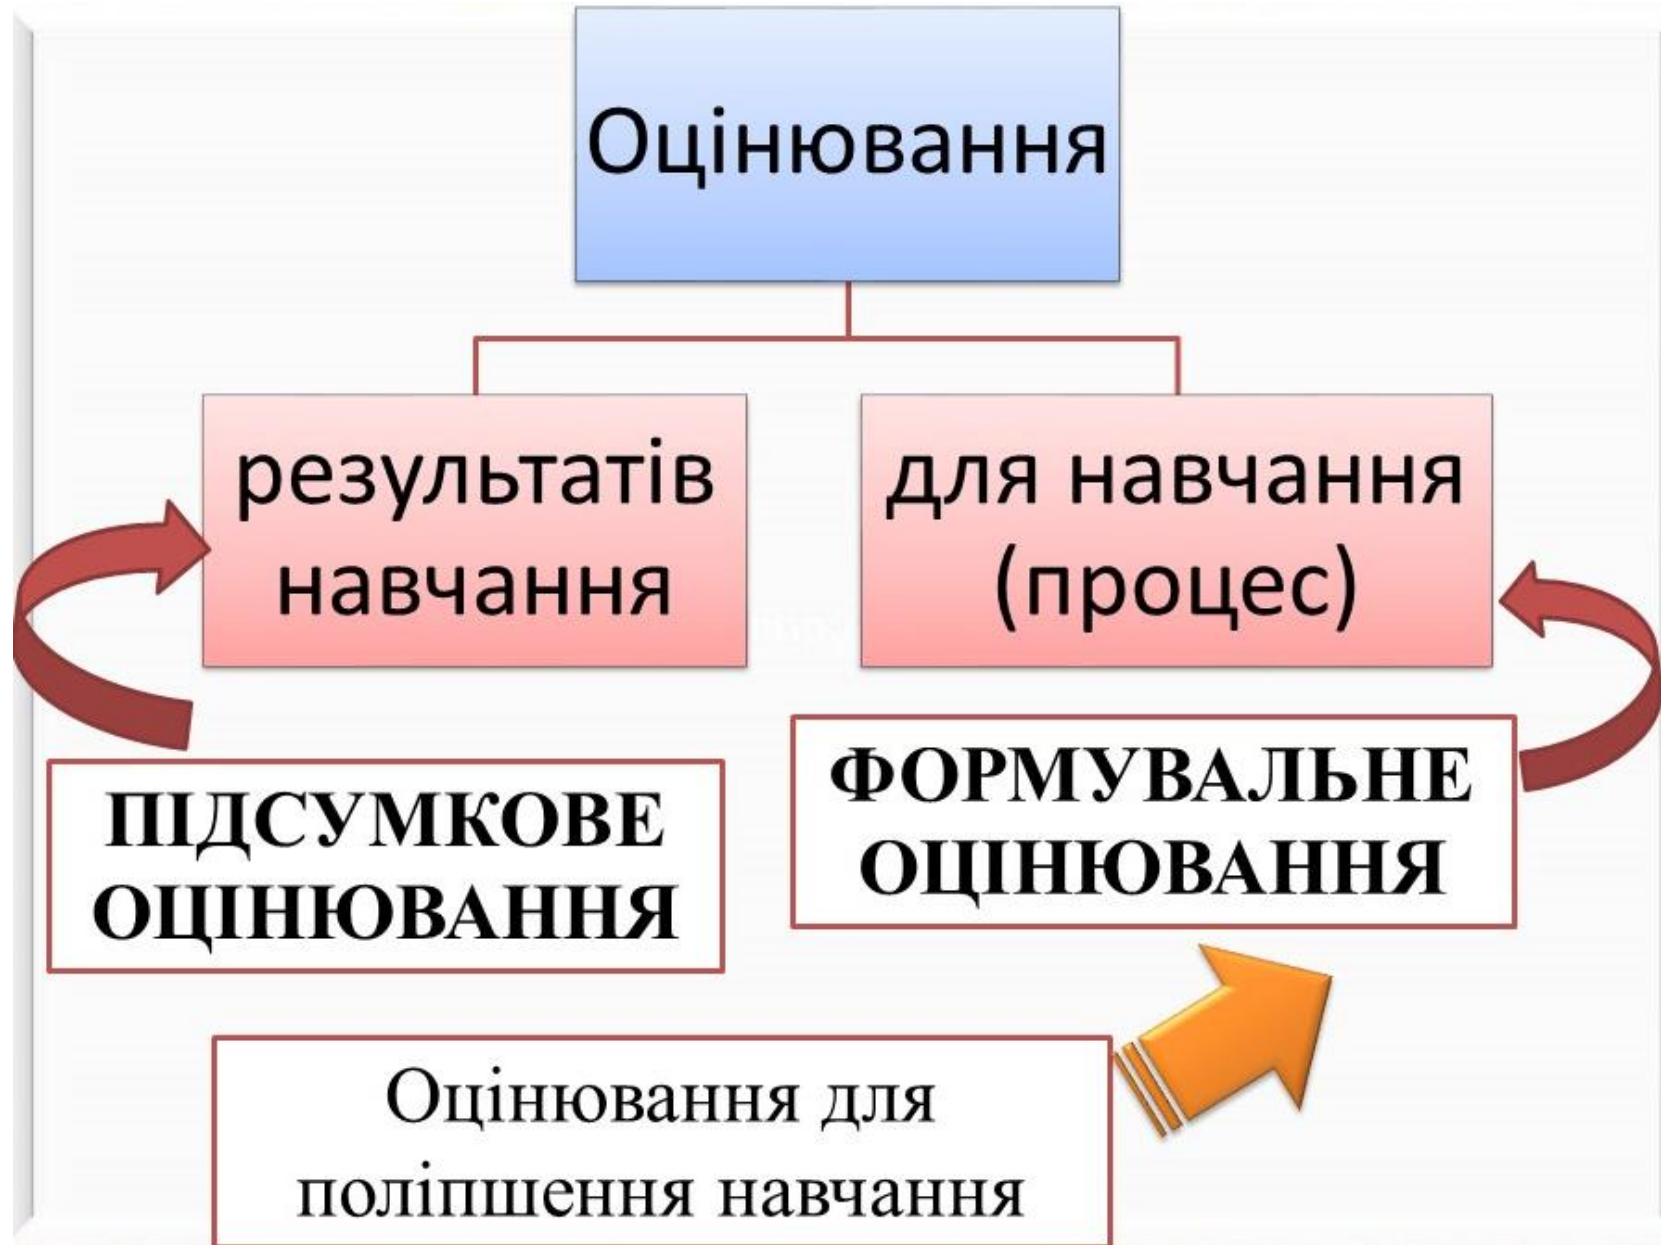 Оцінювання
результатів
навчання
для навчання
(процес)
ПІДСУМКОВЕ
ОЦІНЮВАННЯ
ФОРМУВАЛЬНЕ
ОЦІНЮВАННЯ
Оцінювання для
поліпшення навчання